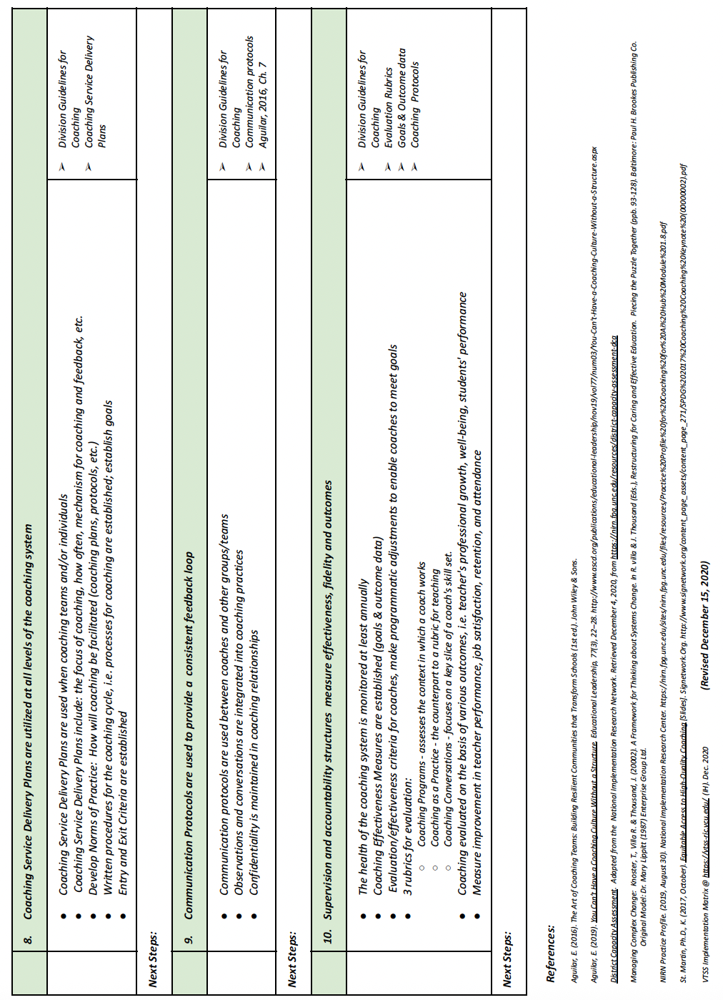 8. Coaching Service Delivery Plans are utilized at all levels of the coaching system
● Coaching Service Delivery Plans are used when coaching teams and/or individuals
● Coaching Service Delivery Plans include: the focus of coaching, how often, mechanism for coaching and feedback, etc.
● Develop Norms of Practice: How will coaching be facilitated (coaching plans, protocols, etc.)
● Written procedures for the coaching cycle, i.e. processes for coaching are established; establish goals
● Entry and Exit Criteria are established
➢ Division Guidelines for
Coaching
➢ Coaching Service Delivery
Plans
Next Steps:
9. Communication Protocols are used to provide a consistent feedback loop
● Communication protocols are used between coaches and other groups/teams
● Observations and conversations are integrated into coaching practices
● Confidentiality is maintained in coaching relationships
➢ Division Guidelines for
Coaching
➢ Communication protocols
➢ Aguilar, 2016, Ch. 7
Next Steps:
10. Supervision and accountability structures measure effectiveness, fidelity and outcomes
● The health of the coaching system is monitored at least annually
● Coaching Effectiveness Measures are established (goals & outcome data)
● Evaluation/effectiveness criteria for coaches, make programmatic adjustments to enable coaches to meet goals
● 3 rubrics for evaluation:
○ Coaching Programs - assesses the context in which a coach works
○ Coaching as a Practice - the counterpart to a rubric for teaching
○ Coaching Conversations - focuses on a key slice of a coach's skill set.
● Coaching evaluated on the basis of various outcomes, i.e. teacher's professional growth, well-being, students' performance
● Measure improvement in teacher performance, job satisfaction, retention, and attendance
➢ Division Guidelines for
Coaching
➢ Evaluation Rubrics
➢ Goals & Outcome data
➢ Coaching Protocols
Next Steps:
References:
Aguilar, E. (2016). The Art of Coaching Teams: Building Resilient Communities that Transform Schools (1st ed.). John Wiley & Sons.
Aguilar, E. (2019). You Can't Have a Coaching Culture Without a Structure. Educational Leadership, 77(3), 22–28. http://www.ascd.org/publications/educational-leadership/nov19/vol77/num03/You-Can't-Have-a-Coaching-Culture-Without-a-Structure.aspx
District Capacity Assessment. Adapted from the National Implementation Research Network. Retrieved December 4, 2020, from https://nirn.fpg.unc.edu/resources/district-capacity-assessment-dca
Managing Complex Change: Knoster, T., Villa R. & Thousand, J. (20002). A Framework for Thinking about Systems Change. In R. villa & J. Thousand (Eds.), Restructuring for Caring and Effective Education. Piecing the Puzzle Together (ppb. 93-128). Baltimore: Paul H. Brookes Publishing Co.
Original Model: Dr. Mary Lippitt (1987) Enterprise Group Ltd.
NIRN Practice Profile. (2019, August 30). National Implementation Research Center. https://nirn.fpg.unc.edu/sites/nirn.fpg.unc.edu/files/resources/Practice%20Profile%20for%20Coaching%20for%20AI%20Hub%20Module%201.8.pdf
St. Martin, Ph.D., K. (2017, October). Equitable Access to High-Quality Coaching [Slides]. Signetwork.Org. http://www.signetwork.org/content_page_assets/content_page_271/SPDG%202017%20Coaching%20Coaching%20Keynote%20(00000002).pdf
VTSS Implementation Matrix @ https://vtss-ric.vcu.edu/ (IH). Dec. 2020 (Revised December 15, 2020)